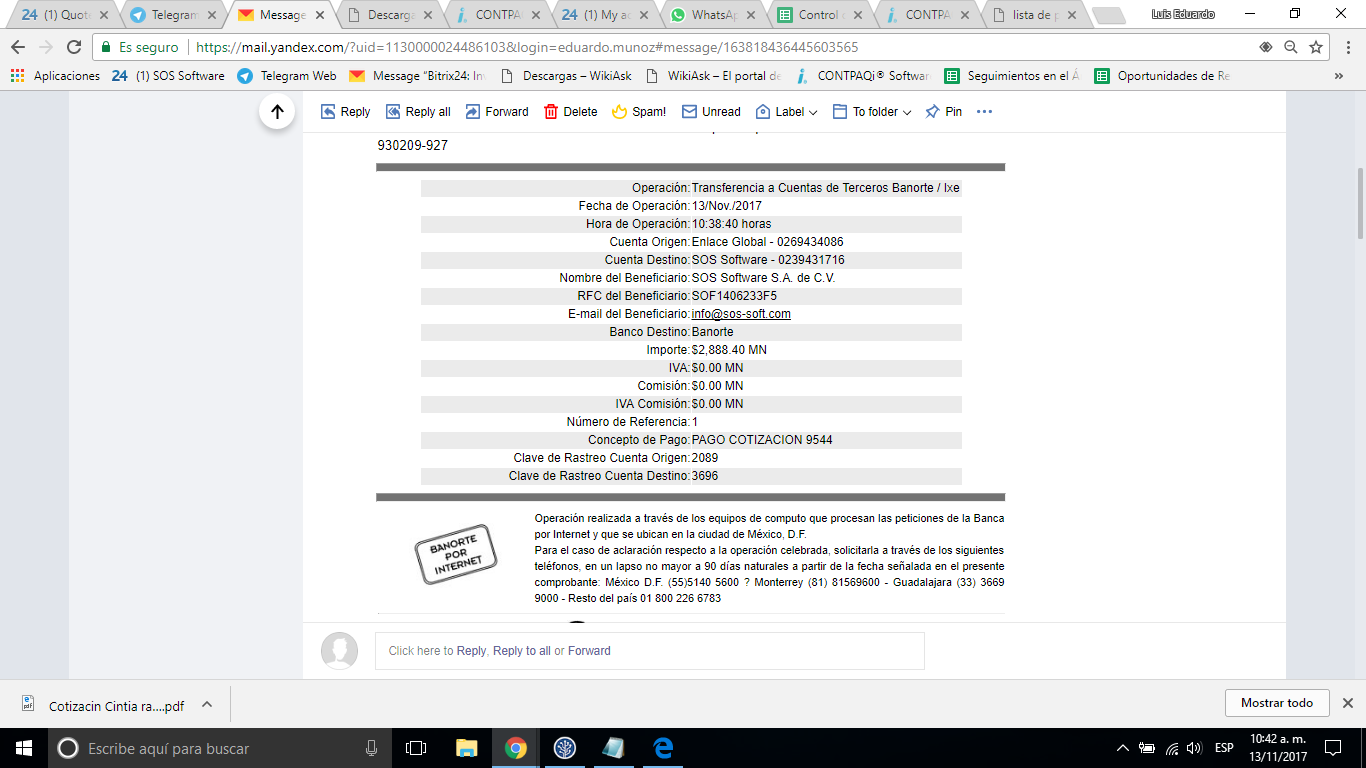 24 (1) Quot
Telegram
Message
Descarg
CONTPA
24 (1) My a
WhatsAp
Control
CONTPA
lista de p
Luis Eduardo
Es seguro
https://mail.yandex.com/?uid=1130000024486103&login=eduardo.munoz#message/163818436445603565
Aplicaciones
24 (1) SOS Software
Telegram Web
Message "Bitrix24: In
Descargas – WikiAsk
WikiAsk – El portal de
CONTPAQi® Softwar
Seguimientos en el Á
Oportunidades de Re
»
Reply
Reply all
Forward
Delete
Spam!
Unread
Label
To folder
Pin
930209-927
Operación: Transferencia a Cuentas de Terceros Banorte / Ixe
Fecha de Operación: 13/Nov./2017
Hora de Operación: 10:38:40 horas
Cuenta Origen: Enlace Global - 0269434086
Cuenta Destino: SOS Software - 0239431716
Nombre del Beneficiario: SOS Software S.A. de C.V.
RFC del Beneficiario: SOF1406233F5
E-mail del Beneficiario: info@sos-soft.com
Banco Destino: Banorte
Importe: $2,888.40 MN
IVA: $0.00 MN
Comisión: $0.00 MN
IVA Comisión: $0.00 MN
Número de Referencia: 1
Concepto de Pago: PAGO COTIZACION 9544
Clave de Rastreo Cuenta Origen: 2089
Clave de Rastreo Cuenta Destino: 3696
BANORTE
POR
INTERNET
Operación realizada a través de los equipos de computo que procesan las peticiones de la Banca
por Internet y que se ubican en la ciudad de México, D.F.
Para el caso de aclaración respecto a la operación celebrada, solicitarla a través de los siguientes
teléfonos, en un lapso no mayor a 90 días naturales a partir de la fecha señalada en el presente
comprobante: México D.F. (55)5140 5600 ? Monterrey (81) 81569600 - Guadalajara (33) 3669
9000 - Resto del país 01 800 226 6783
Click here to Reply, Reply to all or Forward
Cotizacin Cintia ra....pdf
Mostrar todo
Escribe aquí para buscar
ESP
10:42 a. m.
13/11/2017